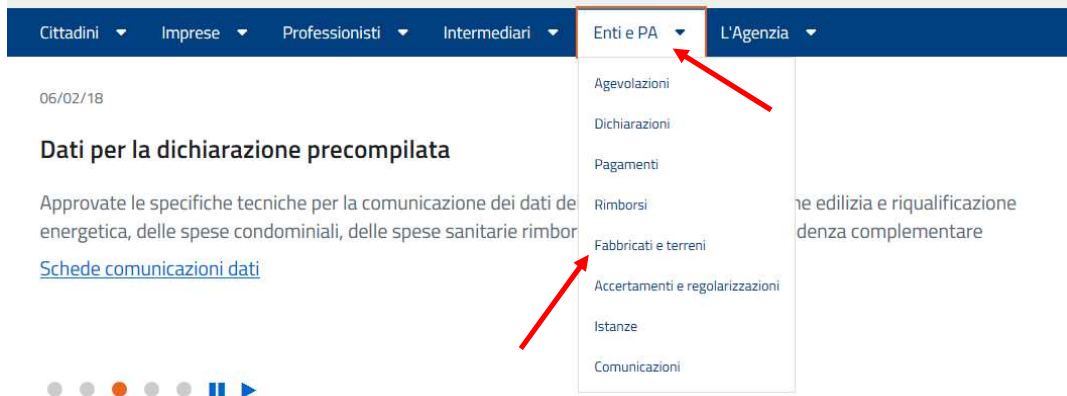 Cittadini Imprese Professionisti Intermediari Enti e PA L'Agenzia
06/02/18
Dati per la dichiarazione precompilata
Approvate le specifiche tecniche per la comunicazione dei dati de ne edilizia e riqualificazione
energetica, delle spese condominiali, delle spese sanitarie rimbor denza complementare
Schede comunicazioni dati
Agevolazioni
Dichiarazioni
Pagamenti
Rimborsi
Fabbricati e terreni
Accertamenti e regolarizzazioni
Istanze
Comunicazioni